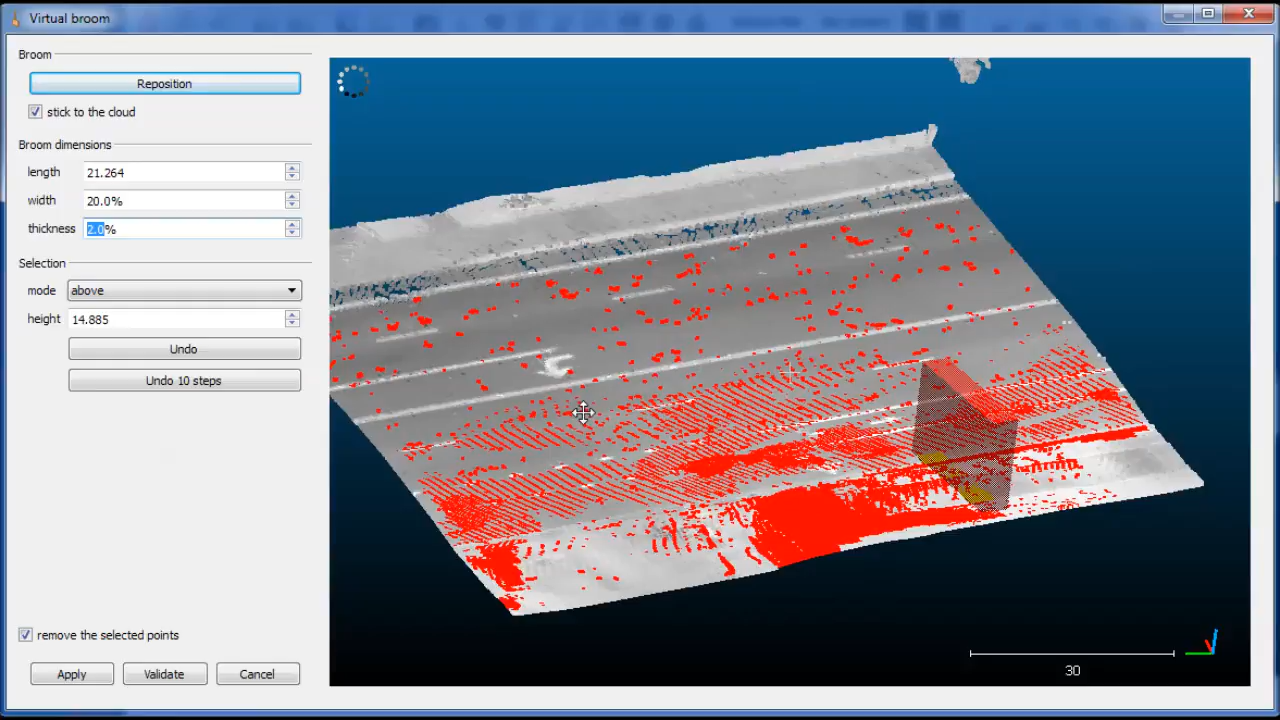 Virtual broom
Broom
Reposition
stick to the cloud
Broom dimensions
length 21.264
width 20.0%
thickness 2.0%
Selection
mode above
height 14.885
Undo
Undo 10 steps
remove the selected points
Apply Validate Cancel
30